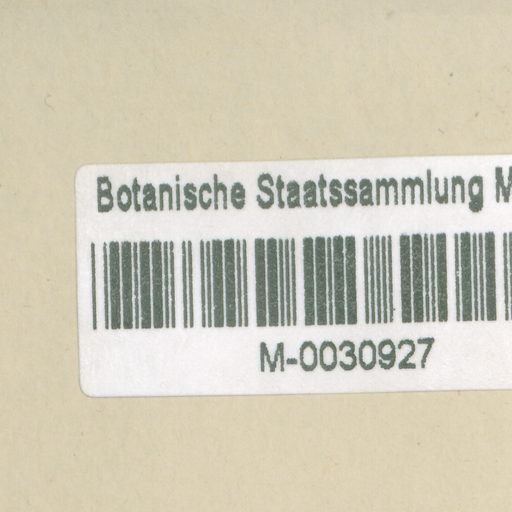 Botanische Staatssammlung M
M-0030927